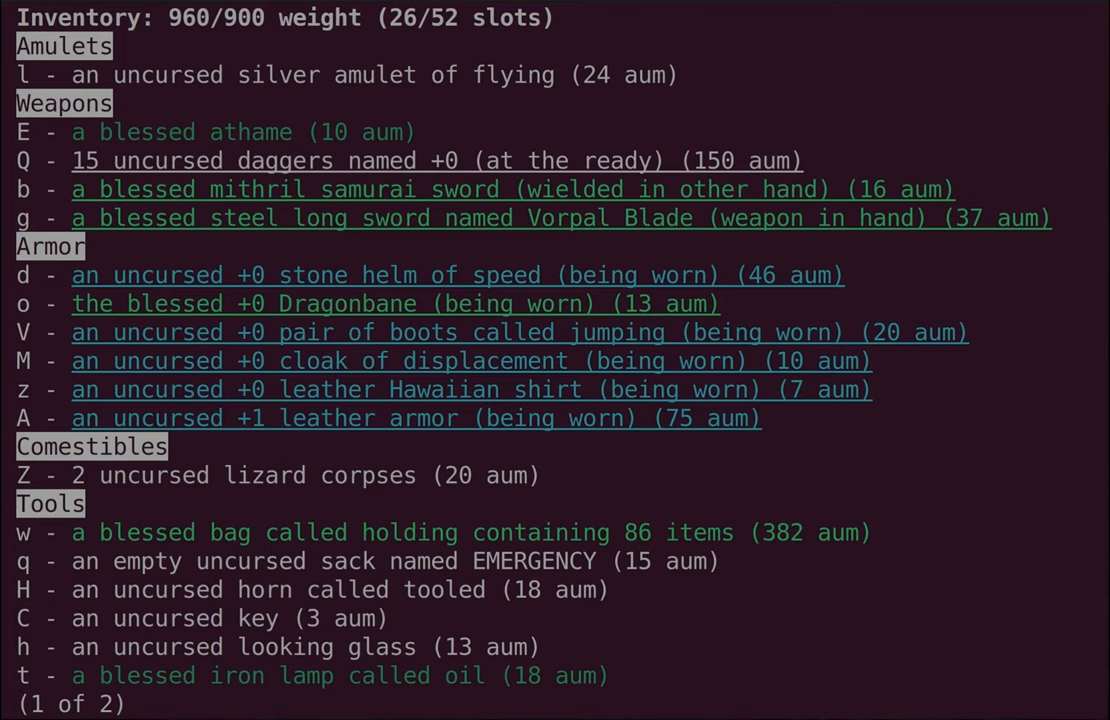 Inventory: 960/900 weight (26/52 slots)
Amulets
l - an uncursed silver amulet of flying (24 aum)
Weapons
E - a blessed athame (10 aum)
Q - 15 uncursed daggers named +0 (at the ready) (150 aum)
b - a blessed mithril samurai sword (wielded in other hand) (16 aum)
g - a blessed steel long sword named Vorpal Blade (weapon in hand) (37 aum)
Armor
d - an uncursed +0 stone helm of speed (being worn) (46 aum)
o - the blessed +0 Dragonbane (being worn) (13 aum)
V - an uncursed +0 pair of boots called jumping (being worn) (20 aum)
M - an uncursed +0 cloak of displacement (being worn) (10 aum)
z - an uncursed +0 leather Hawaiian shirt (being worn) (7 aum)
A - an uncursed +1 leather armor (being worn) (75 aum)
Comestibles
Z - 2 uncursed lizard corpses (20 aum)
Tools
w - a blessed bag called holding containing 86 items (382 aum)
q - an empty uncursed sack named EMERGENCY (15 aum)
H - an uncursed horn called tooled (18 aum)
C - an uncursed key (3 aum)
h - an uncursed looking glass (13 aum)
t - a blessed iron lamp called oil (18 aum)
(1 of 2)